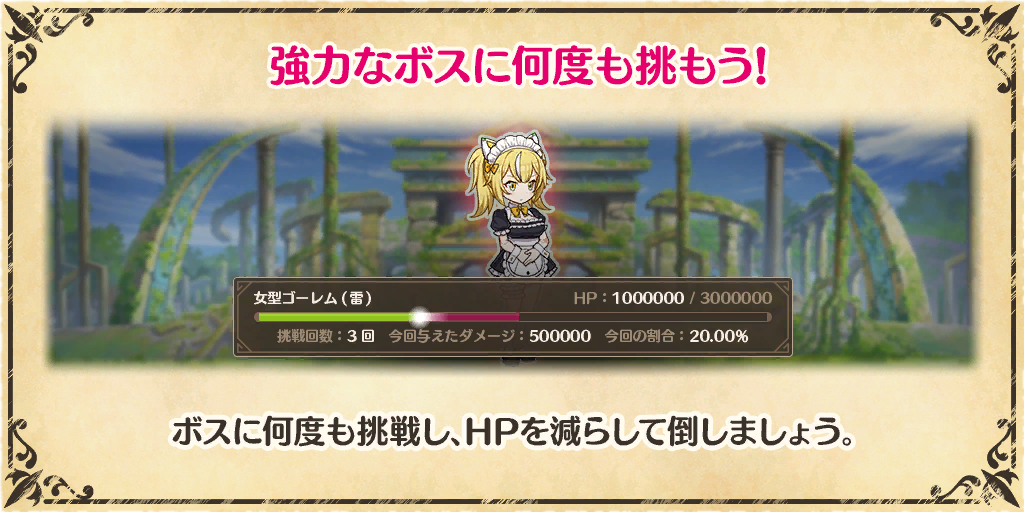 強力なボスに何度も挑もう!
女型ゴーレム(雷) HP:1000000 / 3000000
挑戦回数:3回 今回与えたダメージ:500000 今回の割合:20.00%
ボスに何度も挑戦し、HPを減らして倒しましょう。